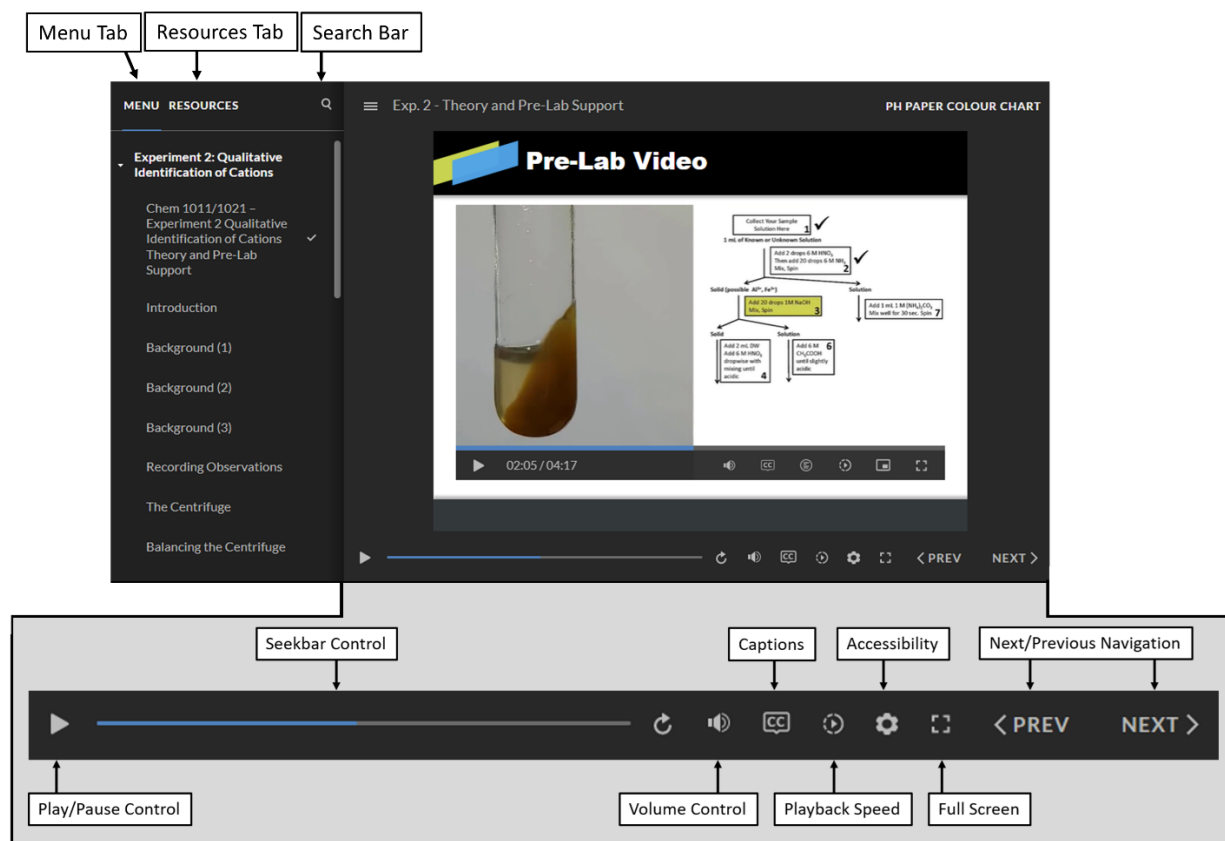 Menu Tab
Resources Tab
Search Bar
MENU RESOURCES
Exp. 2 - Theory and Pre-Lab Support
PH PAPER COLOUR CHART
Experiment 2: Qualitative
Identification of Cations
Chem 1011/1021 –
Experiment 2 Qualitative
Identification of Cations
Theory and Pre-Lab
Support
Introduction
Background (1)
Background (2)
Background (3)
Recording Observations
The Centrifuge
Balancing the Centrifuge
Pre-Lab Video
Collect Your Sample
Solution Here 1
1 mL of Known or Unknown Solution
Add 2 drops 6 M HNO₃
Then add 20 drops 6 M NH₃
Mix, Spin 2
Solid (possible Al³⁺, Fe³⁺)
Solution
Add 20 drops 1M NaOH
Mix, Spin 3
Add 1 mL 1 M (NH₄)₂CO₃
Mix well for 30 sec. Spin 7
Solid
Solution
Add 2 mL DW
Add 6 M HNO₃
dropwise with
mixing until
acidic 4
Add 6 M 6
CH₃COOH
until slightly
acidic
02:05 / 04:17
CC
CC
PREV
NEXT
Seekbar Control
Captions
Accessibility
Next/Previous Navigation
CC
PREV
NEXT
Play/Pause Control
Volume Control
Playback Speed
Full Screen